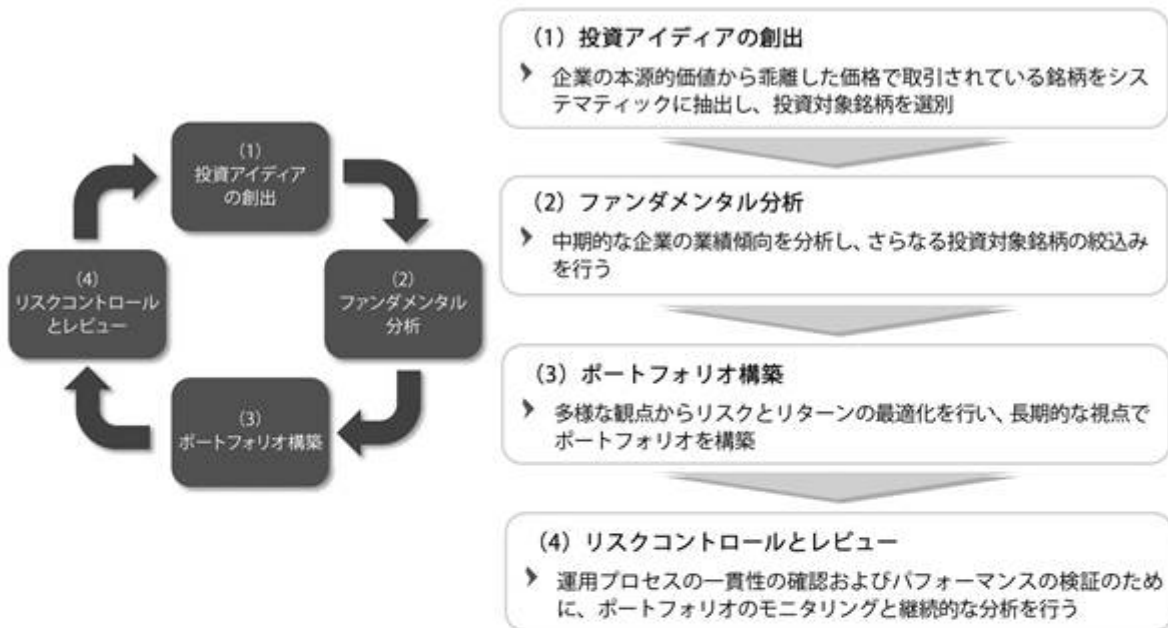 (1)
投資アイディア
の創出
(2)
ファンダメンタル
分析
(3)
ポートフォリオ構築
(4)
リスクコントロール
とレビュー
(1) 投資アイディアの創出
企業の本源的価値から乖離した価格で取引されている銘柄をシス
テマティックに抽出し、投資対象銘柄を選別
(2) ファンダメンタル分析
中期的な企業の業績傾向を分析し、さらなる投資対象銘柄の絞込み
を行う
(3) ポートフォリオ構築
多様な観点からリスクとリターンの最適化を行い、長期的な視点で
ポートフォリオを構築
(4) リスクコントロールとレビュー
運用プロセスの一貫性の確認およびパフォーマンスの検証のため
に、ポートフォリオのモニタリングと継続的な分析を行う